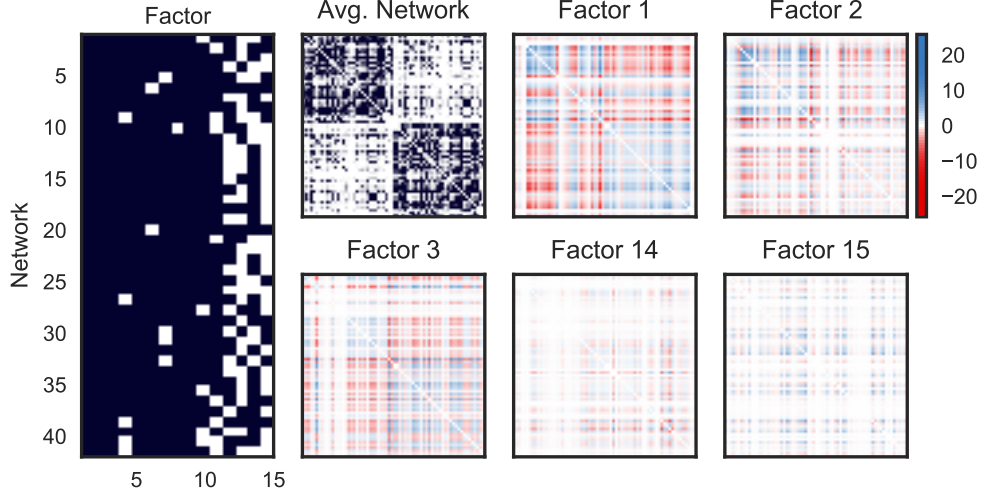 Factor
Avg. Network
Factor 1
Factor 2
Network
5
10
15
20
25
30
35
40
5
10
15
20
10
0
−10
−20
Factor 3
Factor 14
Factor 15